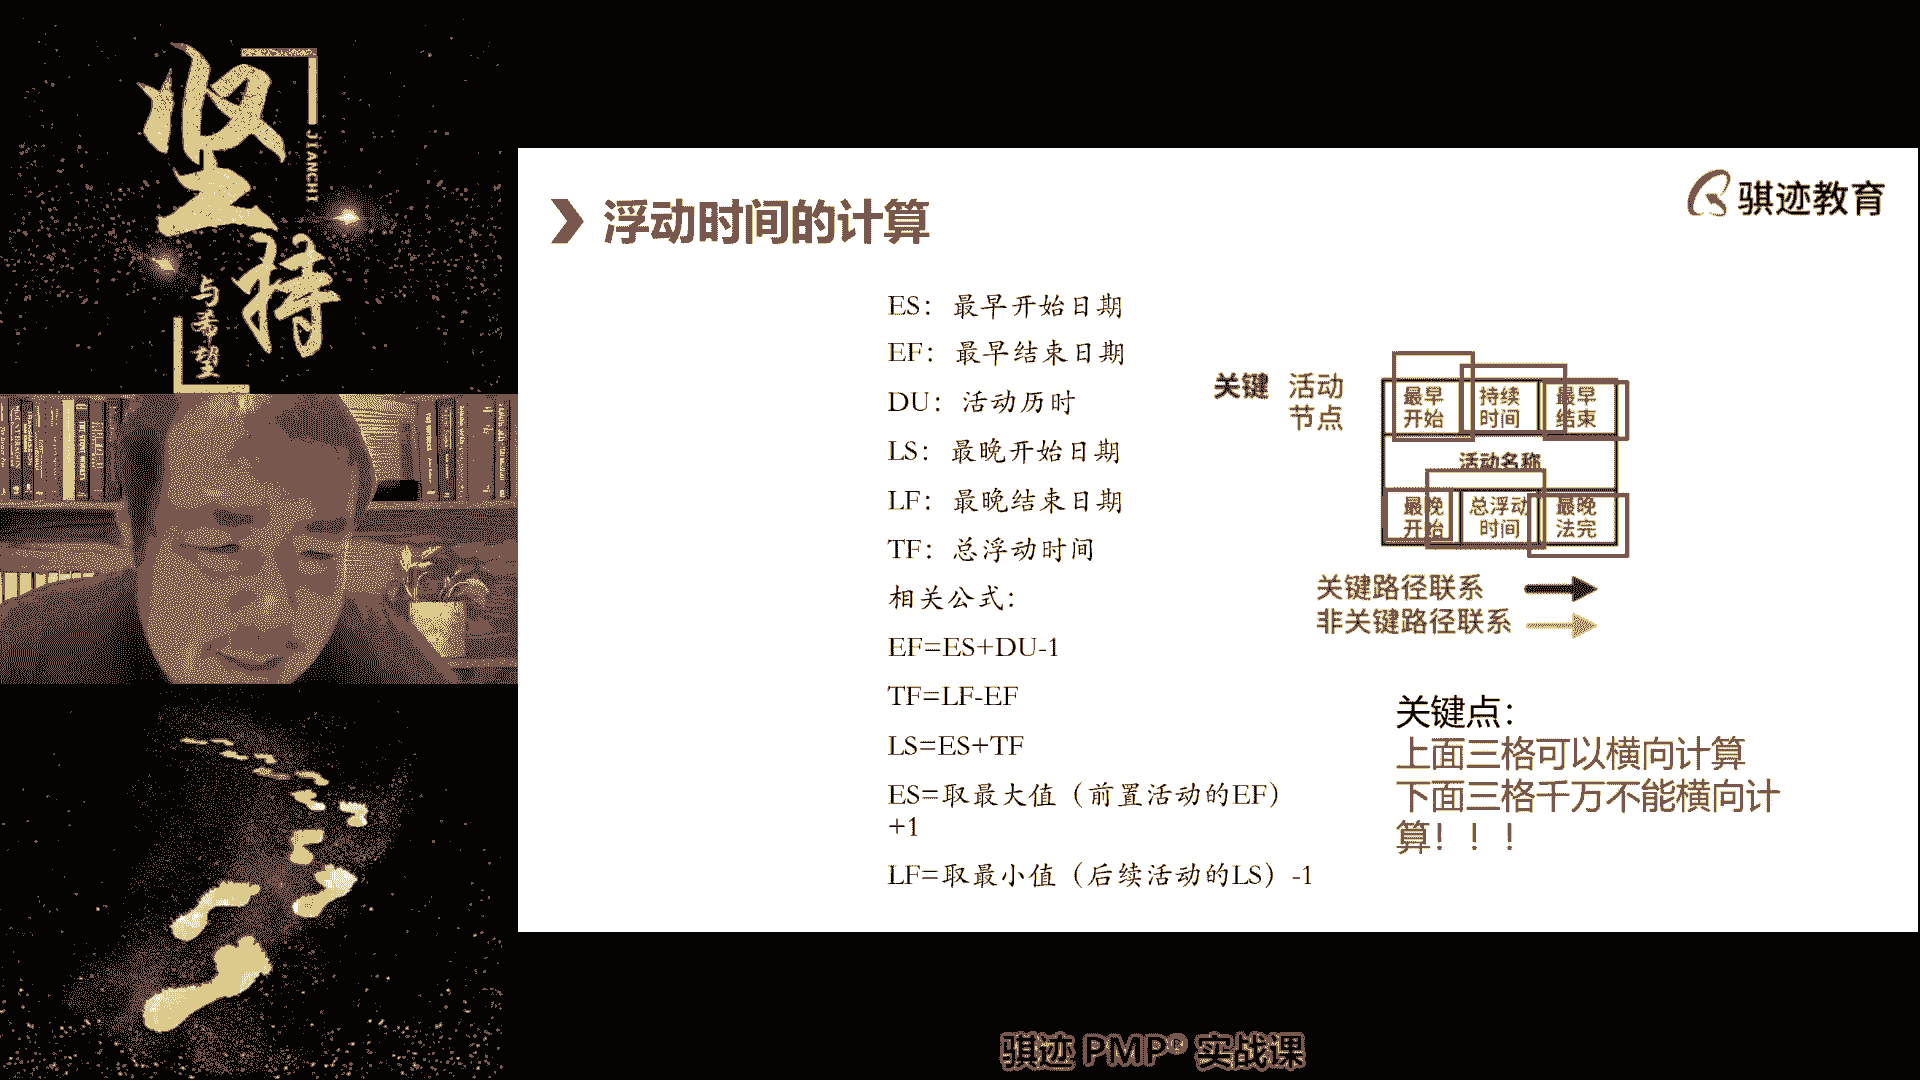 坚持
JIANCHI
与希望
骐迹教育
浮动时间的计算
ES：最早开始日期
EF：最早结束日期
DU：活动历时
LS：最晚开始日期
LF：最晚结束日期
TF：总浮动时间
相关公式：
EF=ES+DU-1
TF=LF-EF
LS=ES+TF
ES=取最大值（前置活动的EF）
+1
LF=取最小值（后续活动的LS）-1
关键 活动
节点
最早 持续 最早
开始 时间 结束
活动名称
最晚 总浮动 最晚
开始 时间 法完
关键路径联系
非关键路径联系
关键点：
上面三格可以横向计算
下面三格千万不能横向计
算！！！
骐迹 PMP® 实战课